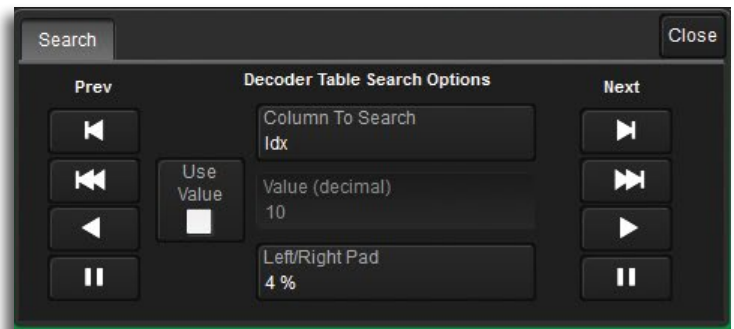 Search
Close
Prev
Decoder Table Search Options
Next
Column To Search
Idx
Use
Value
Value (decimal)
10
Left/Right Pad
4 %